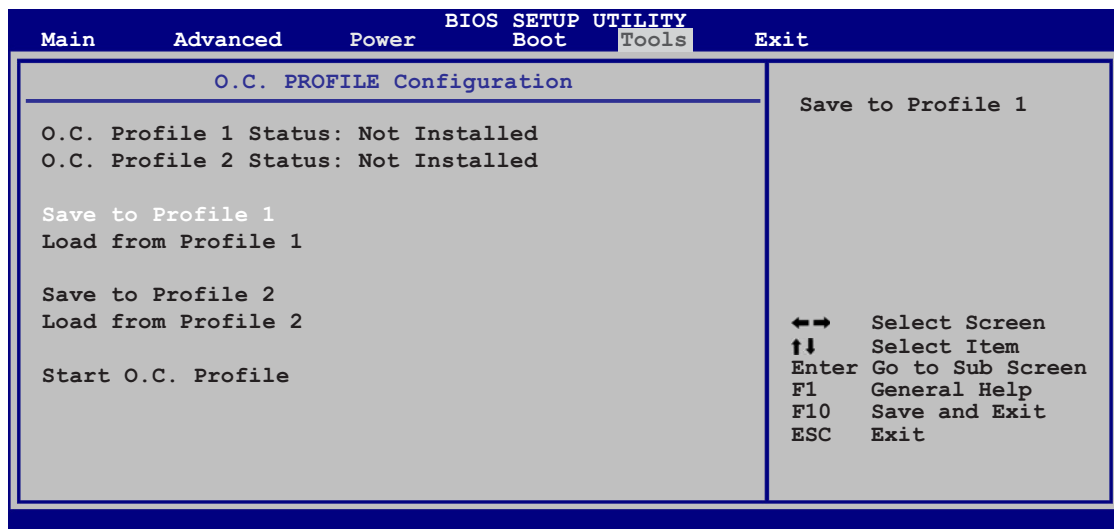 BIOS SETUP UTILITY
Main Advanced Power Boot Tools Exit
O.C. PROFILE Configuration
O.C. Profile 1 Status: Not Installed
O.C. Profile 2 Status: Not Installed
Save to Profile 1
Load from Profile 1
Save to Profile 2
Load from Profile 2
Start O.C. Profile
Save to Profile 1
←→ Select Screen
↑↓ Select Item
Enter Go to Sub Screen
F1 General Help
F10 Save and Exit
ESC Exit